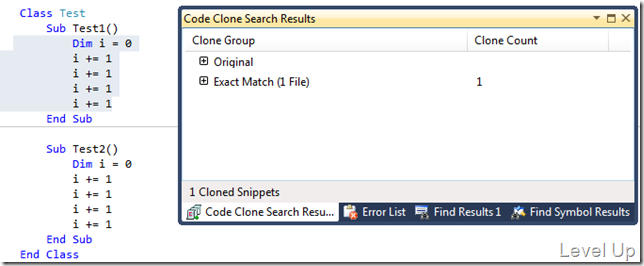 Class Test
Sub Test1()
Dim i = 0
i += 1
i += 1
i += 1
i += 1
End Sub
Sub Test2()
Dim i = 0
i += 1
i += 1
i += 1
i += 1
End Sub
End Class
Code Clone Search Results
Clone Group Clone Count
Original
Exact Match (1 File) 1
1 Cloned Snippets
Code Clone Search Resu... Error List Find Results 1 Find Symbol Results
Level Up